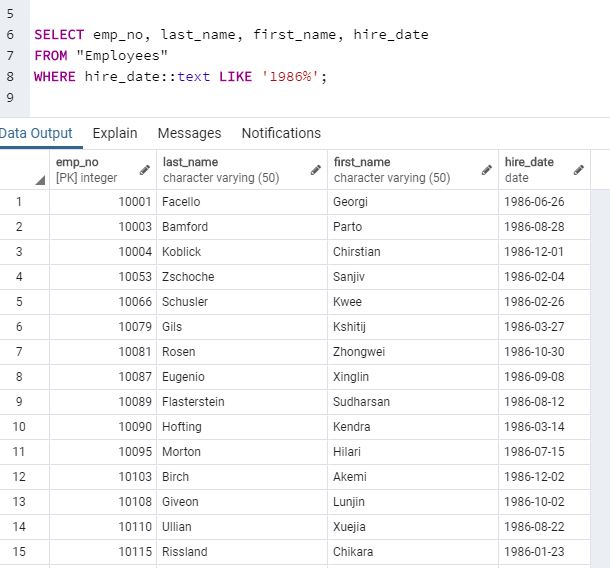 5
6 SELECT emp_no, last_name, first_name, hire_date
7 FROM "Employees"
8 WHERE hire_date::text LIKE '1986%';
9
Data Output Explain Messages Notifications
emp_no last_name first_name hire_date
[PK] integer character varying (50) character varying (50) date
1 10001 Facello Georgi 1986-06-26
2 10003 Bamford Parto 1986-08-28
3 10004 Koblick Chirstian 1986-12-01
4 10053 Zschoche Sanjiv 1986-02-04
5 10066 Schusler Kwee 1986-02-26
6 10079 Gils Kshitij 1986-03-27
7 10081 Rosen Zhongwei 1986-10-30
8 10087 Eugenio Xinglin 1986-09-08
9 10089 Flasterstein Sudharsan 1986-08-12
10 10090 Hofting Kendra 1986-03-14
11 10095 Morton Hilari 1986-07-15
12 10103 Birch Akemi 1986-12-02
13 10108 Giveon Lunjin 1986-10-02
14 10110 Ullian Xuejia 1986-08-22
15 10115 Rissland Chikara 1986-01-23